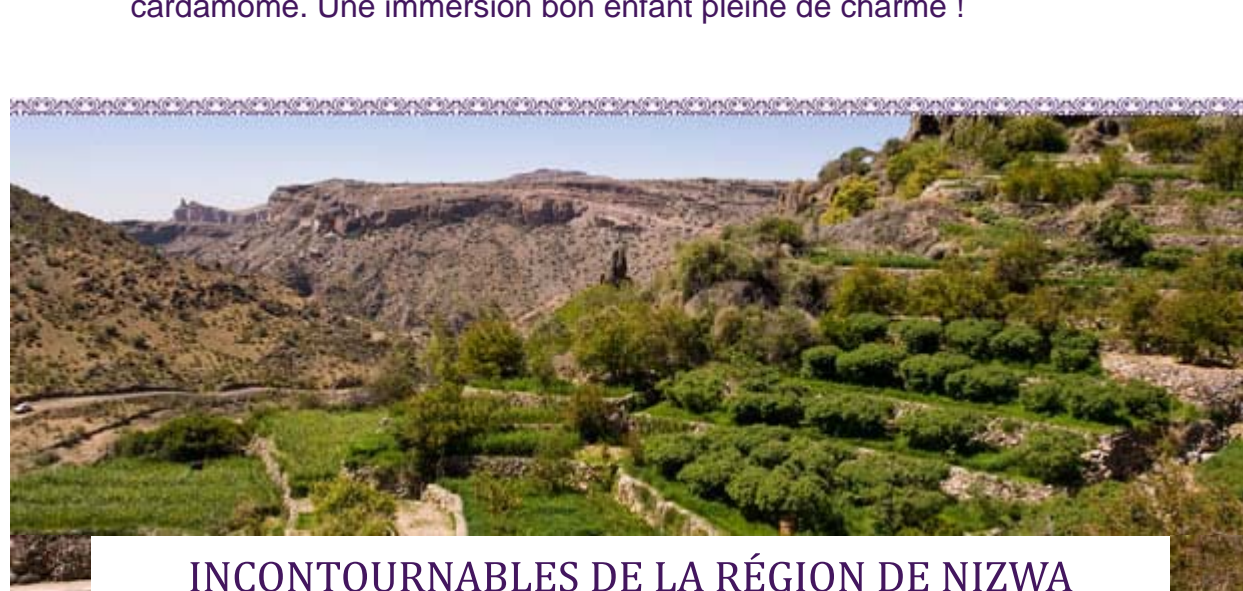 cardamome. Une immersion bon enfant pleine de charme !
INCONTOURNABLES DE LA RÉGION DE NIZWA